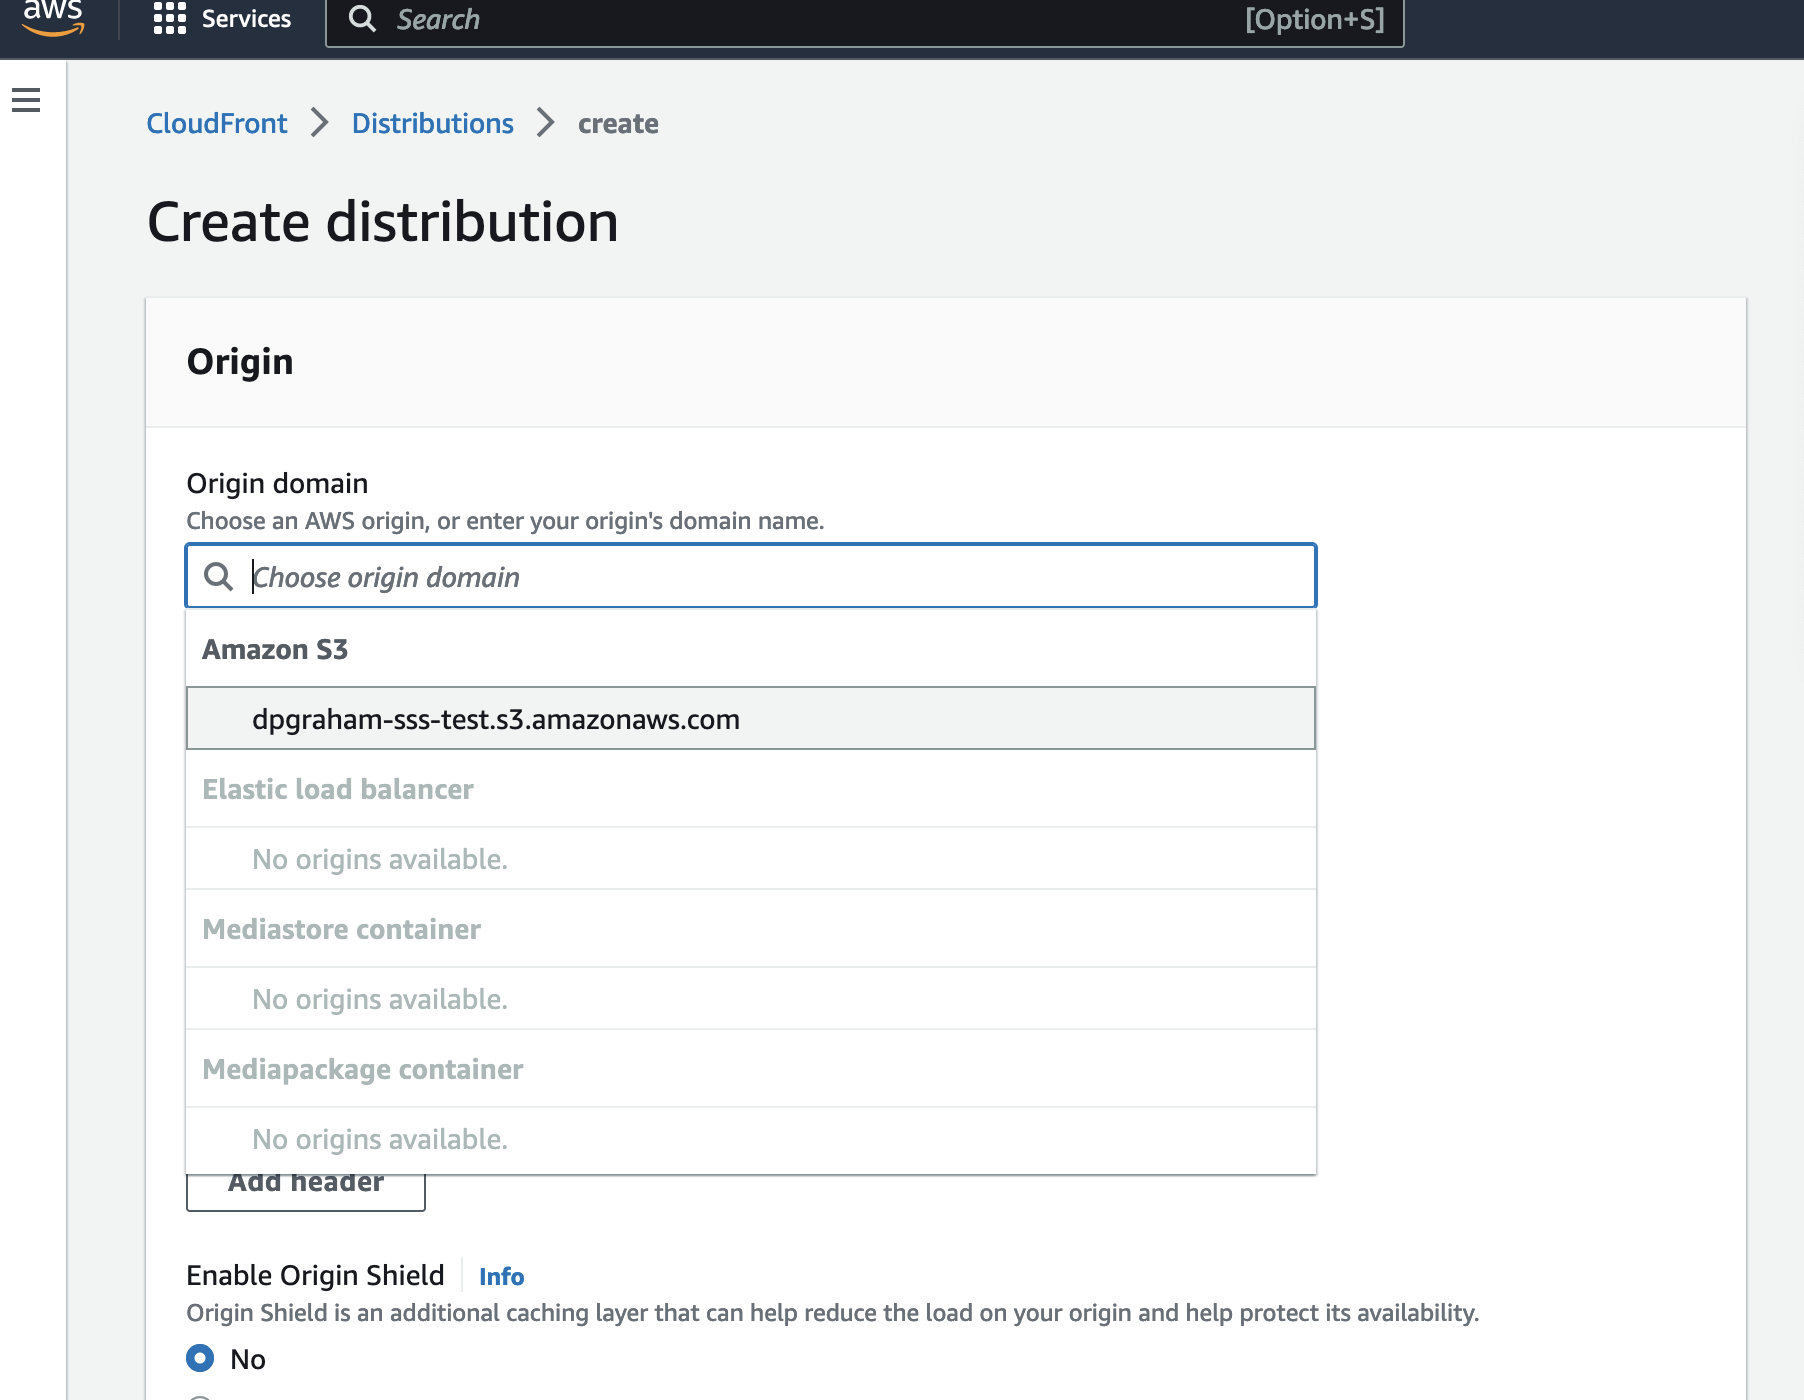 aws
Services
Search
[Option+S]
CloudFront
Distributions
create
Create distribution
Origin
Origin domain
Choose an AWS origin, or enter your origin's domain name.
Choose origin domain
Amazon S3
dpgraham-sss-test.s3.amazonaws.com
Elastic load balancer
No origins available.
Mediastore container
No origins available.
Mediapackage container
No origins available.
Add header
Enable Origin Shield
Info
Origin Shield is an additional caching layer that can help reduce the load on your origin and help protect its availability.
No